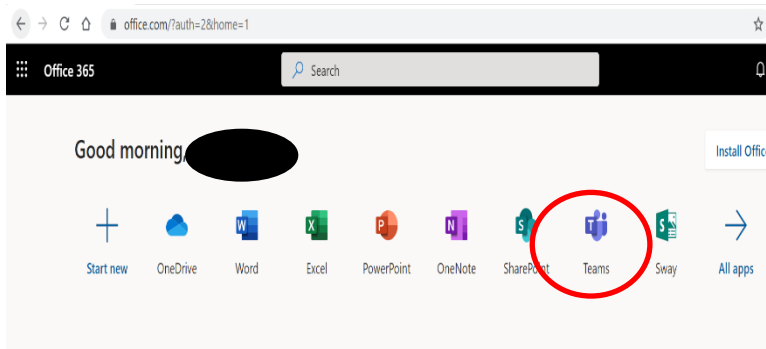 office.com/?auth=2&home=1
Office 365
Search
Good morning,
Install Offic
Start new OneDrive Word Excel PowerPoint OneNote SharePoint Teams Sway All apps